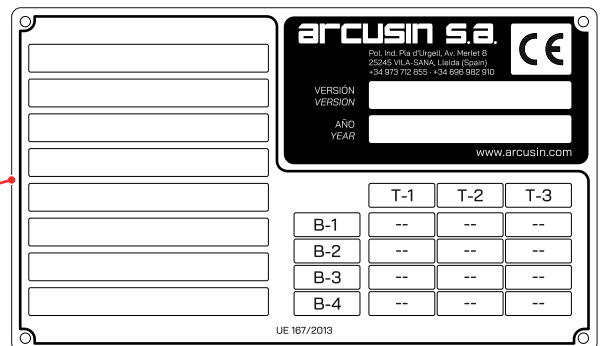 arcusin s.a.
Pol. Ind. Pla d'Urgell, Av. Merlet 8
25245 VILA-SANA, Lleida (Spain)
+34 973 712 855 · +34 696 982 910
CE
VERSIÓN
VERSION
AÑO
YEAR
www.arcusin.com
T-1 T-2 T-3
B-1 -- -- --
B-2 -- -- --
B-3 -- -- --
B-4 -- -- --
UE 167/2013